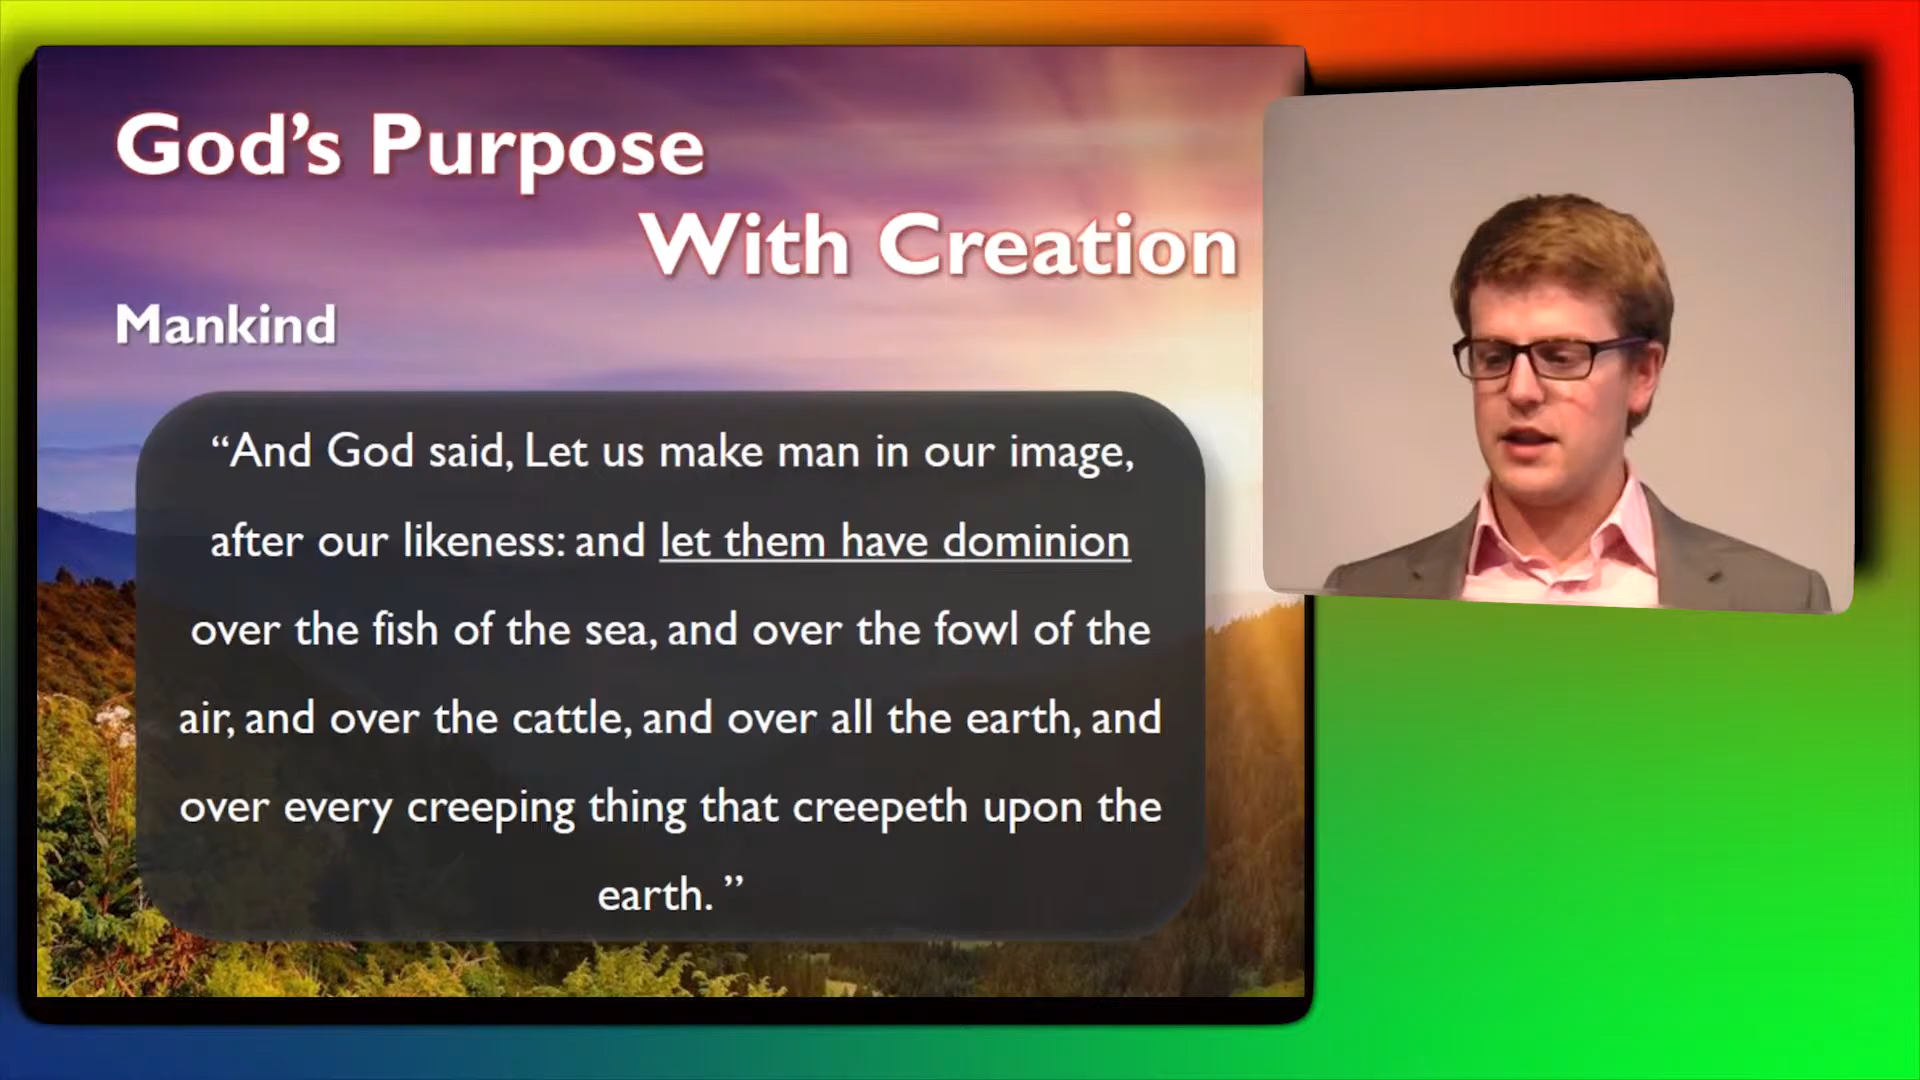 God’s Purpose
With Creation
Mankind
“And God said, Let us make man in our image,
after our likeness: and let them have dominion
over the fish of the sea, and over the fowl of the
air, and over the cattle, and over all the earth, and
over every creeping thing that creepeth upon the
earth. ”